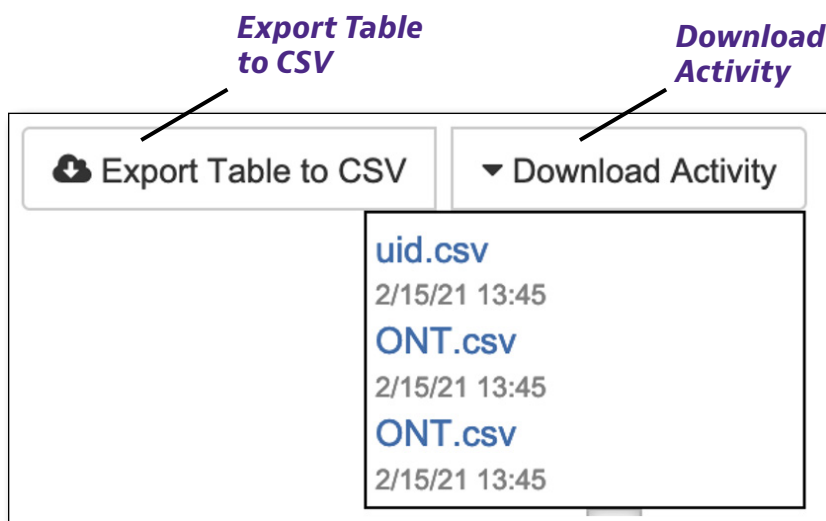 Export Table
to CSV
Download
Activity
Export Table to CSV
Download Activity
uid.csv
2/15/21 13:45
ONT.csv
2/15/21 13:45
ONT.csv
2/15/21 13:45